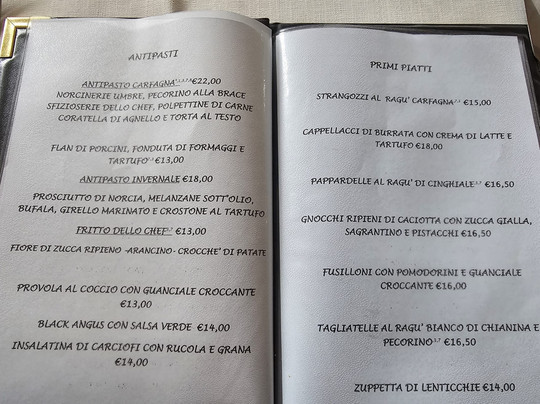 ANTIPASTI
ANTIPASTO CARFAGNA' €22,00
NORCINERIE UMBRE, PECORINO ALLA BRACE
SFIZIOSERIE DELLO CHEF, POLPETTINE DI CARNE
CORATELLA DI AGNELLO E TORTA AL TESTO
FLAN DI PORCINI, FONDUTA DI FORMAGGI E
TARTUFO €13,00
ANTIPASTO INVERNALE €18,00
PROSCIUTTO DI NORCIA, MELANZANE SOTT'OLIO,
BUFALA, GIRELLO MARINATO E CROSTONE AL TARTUFO
FRITTO DELLO CHEF €13,00
FIORE DI ZUCCA RIPIENO -ARANCINO- CROCCHE' DI PATATE
PROVOLA AL COCCIO CON GUANCIALE CROCCANTE
€13,00
BLACK ANGUS CON SALSA VERDE €14,00
INSALATINA DI CARCIOFI CON RUCOLA E GRANA
€14,00
PRIMI PIATTI
STRANGOZZI AL RAGU' CARFAGNA €15,00
CAPPELLACCI DI BURRATA CON CREMA DI LATTE E
TARTUFO €18,00
PAPPARDELLE AL RAGU' DI CINGHIALE €16,50
GNOCCHI RIPIENI DI CACIOTTA CON ZUCCA GIALLA,
SAGRANTINO E PISTACCHI €16,50
FUSILLONI CON POMODORINI E GUANCIALE
CROCCANTE €16,00
TAGLIATELLE AL RAGU' BIANCO DI CHIANINA E
PECORINO €16,50
ZUPPETTA DI LENTICCHIE €14,00